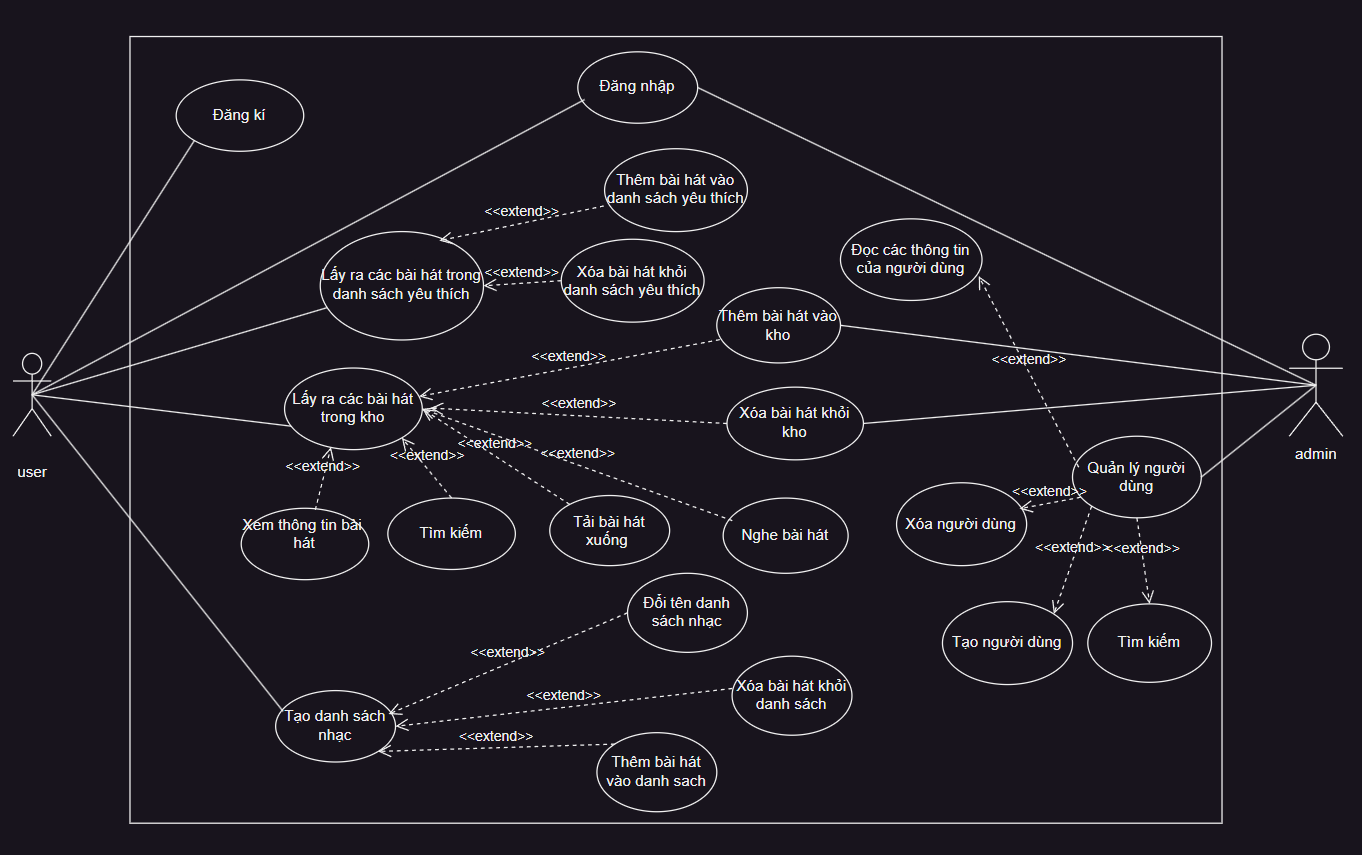 Đăng nhập
Đăng kí
Thêm bài hát vào
danh sách yêu thích
<<extend>>
Đọc các thông tin
của người dùng
Lấy ra các bài hát trong
danh sách yêu thích
<<extend>>
Xóa bài hát khỏi
danh sách yêu thích
Thêm bài hát vào
kho
<<extend>>
<<extend>>
Lấy ra các bài hát
trong kho
<<extend>>
Xóa bài hát khỏi
kho
<<extend>>
<<extend>>
<<extend>>
<<extend>>
user
admin
Quản lý người
dùng
<<extend>>
Xem thông tin bài
hát
Tìm kiếm
Tải bài hát
xuống
Nghe bài hát
Xóa người dùng
<<extend>>
<<extend>>
Đổi tên danh
sách nhạc
Tạo người dùng
Tìm kiếm
<<extend>>
Xóa bài hát khỏi
danh sách
<<extend>>
Tạo danh sách
nhạc
<<extend>>
Thêm bài hát
vào danh sach